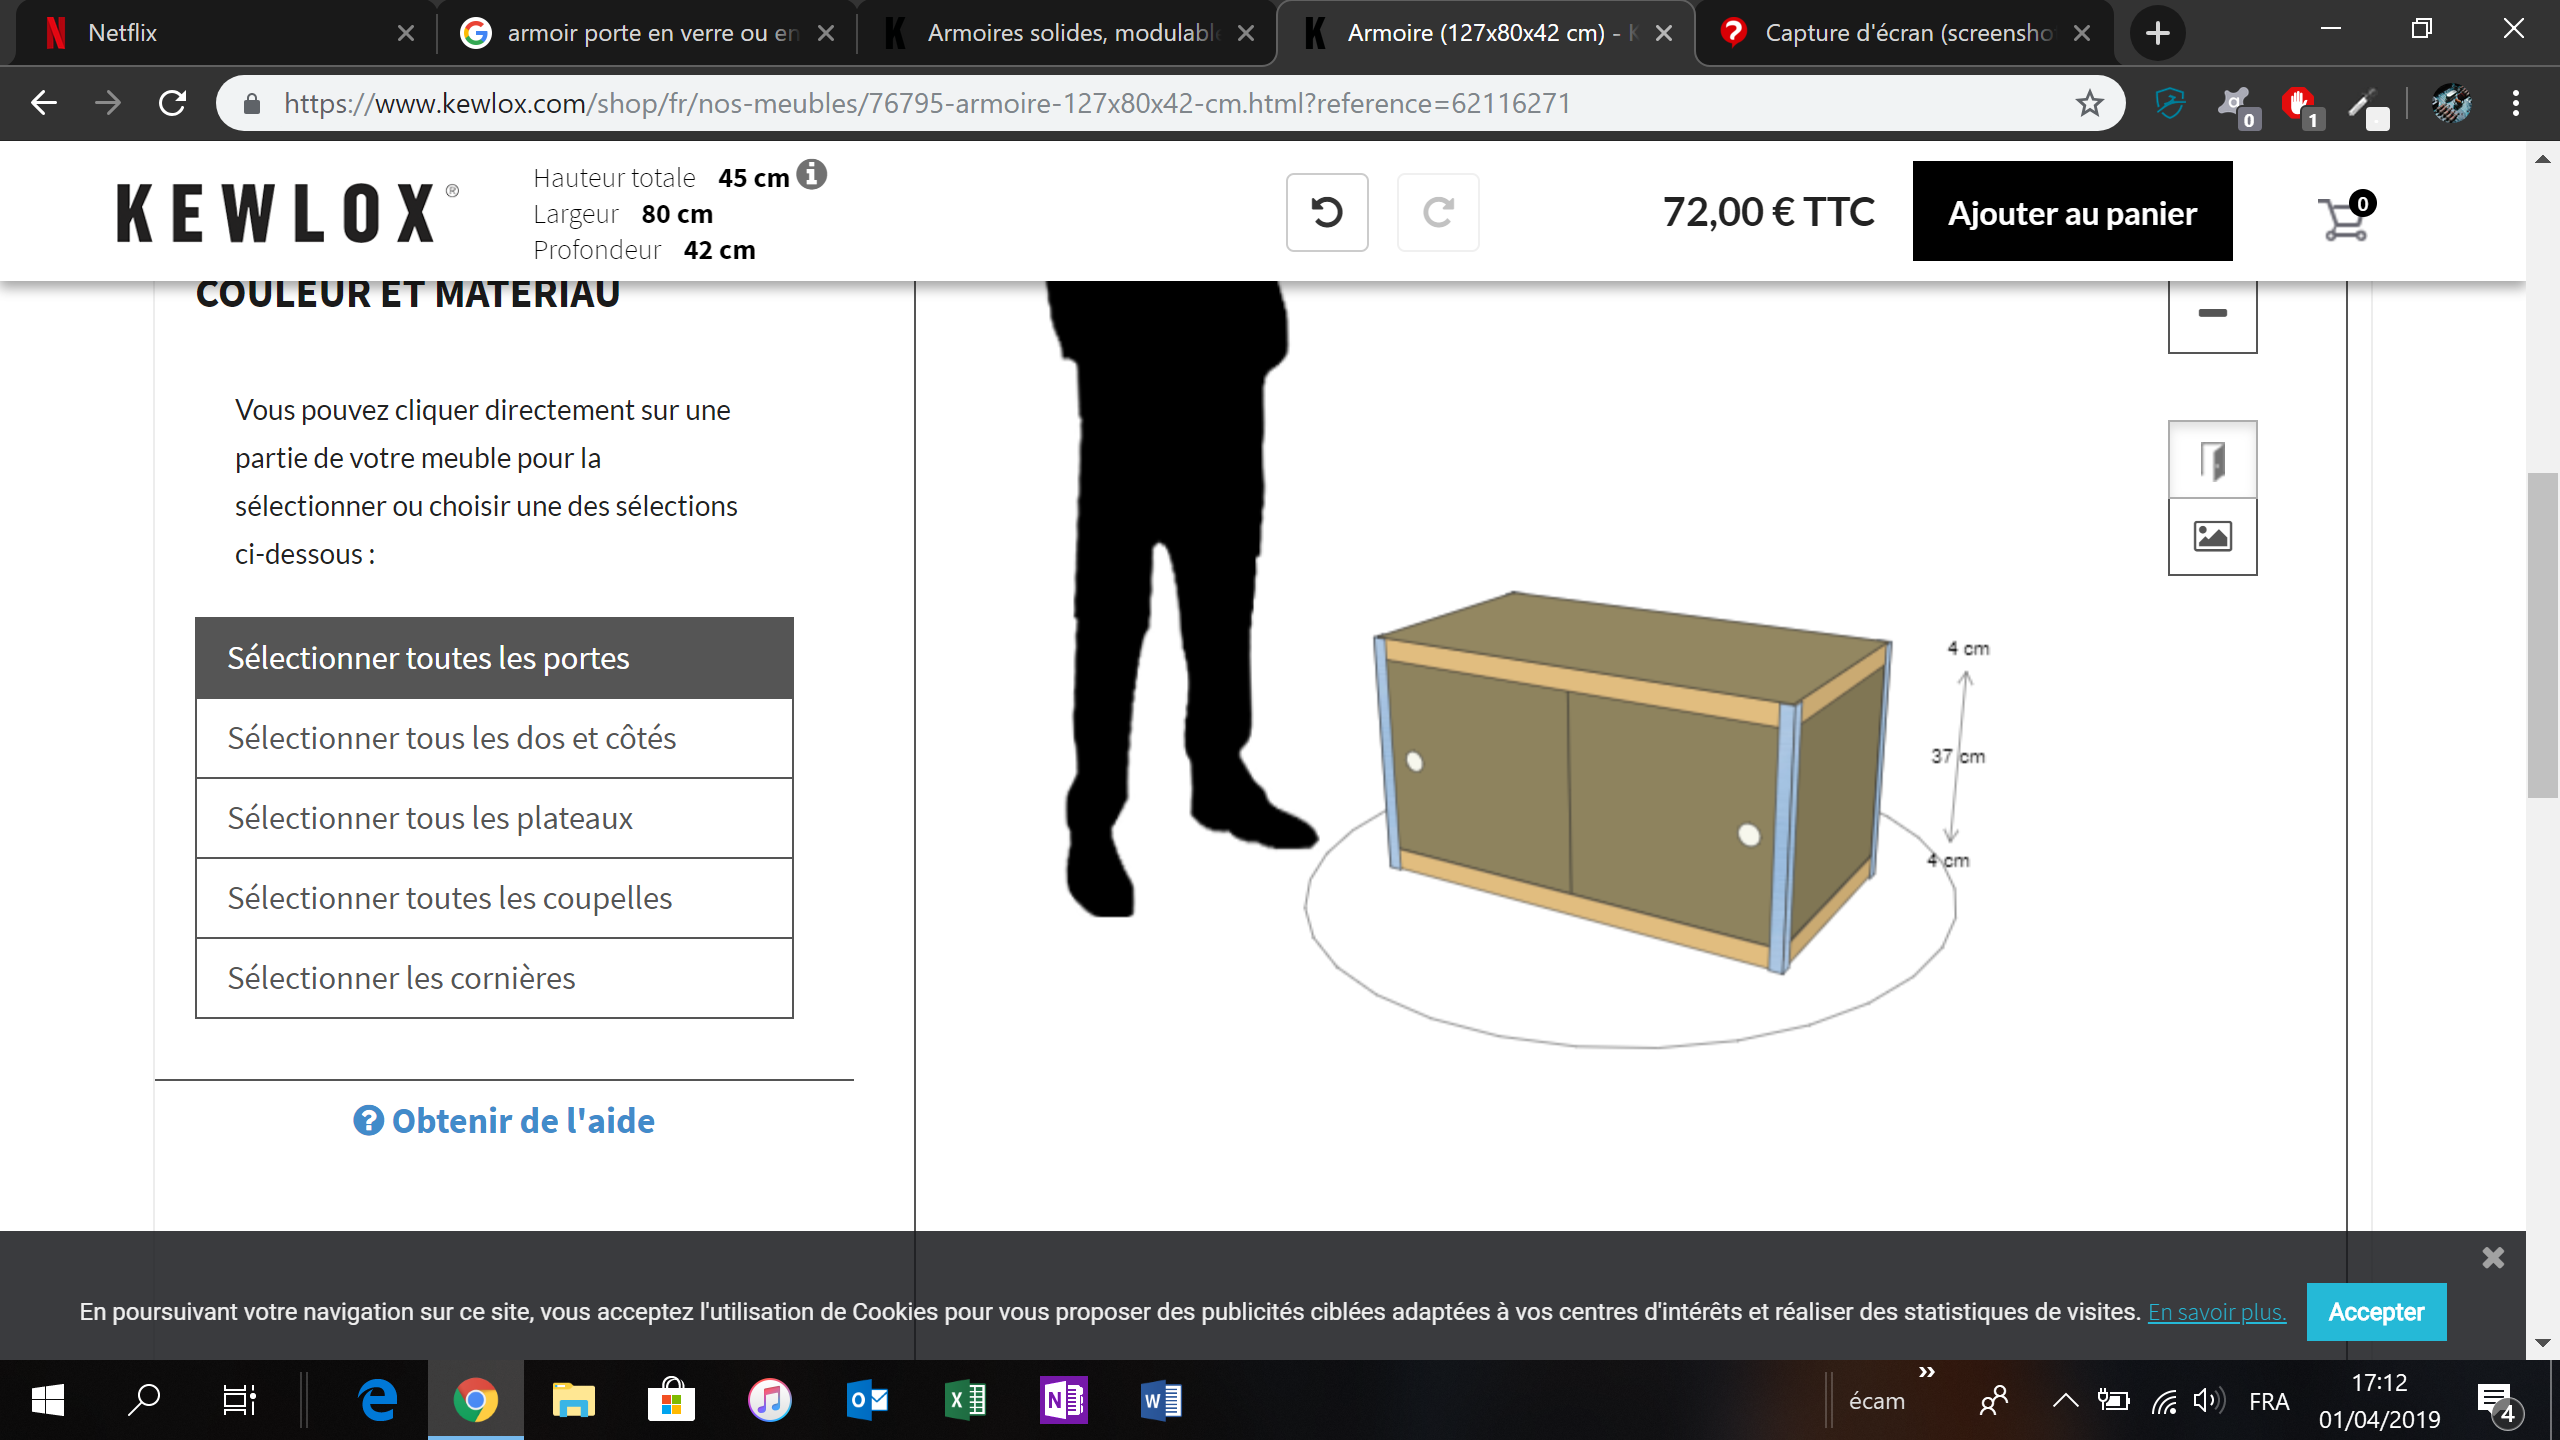 Netflix
armoir porte en verre ou en
Armoires solides, modulable
Armoire (127x80x42 cm) - K
Capture d'écran (screensho
https://www.kewlox.com/shop/fr/nos-meubles/76795-armoire-127x80x42-cm.html?reference=62116271
0
1
KEWLOX®
Hauteur totale 45 cm
Largeur 80 cm
Profondeur 42 cm
72,00 € TTC
Ajouter au panier
0
COULEUR ET MATÉRIAU
Vous pouvez cliquer directement sur une
partie de votre meuble pour la
sélectionner ou choisir une des sélections
ci-dessous :
Sélectionner toutes les portes
Sélectionner tous les dos et côtés
Sélectionner tous les plateaux
Sélectionner toutes les coupelles
Sélectionner les cornières
Obtenir de l'aide
4 cm
37 cm
4 cm
En poursuivant votre navigation sur ce site, vous acceptez l'utilisation de Cookies pour vous proposer des publicités ciblées adaptées à vos centres d'intérêts et réaliser des statistiques de visites. En savoir plus.
Accepter
écam
FRA
17:12
01/04/2019
4